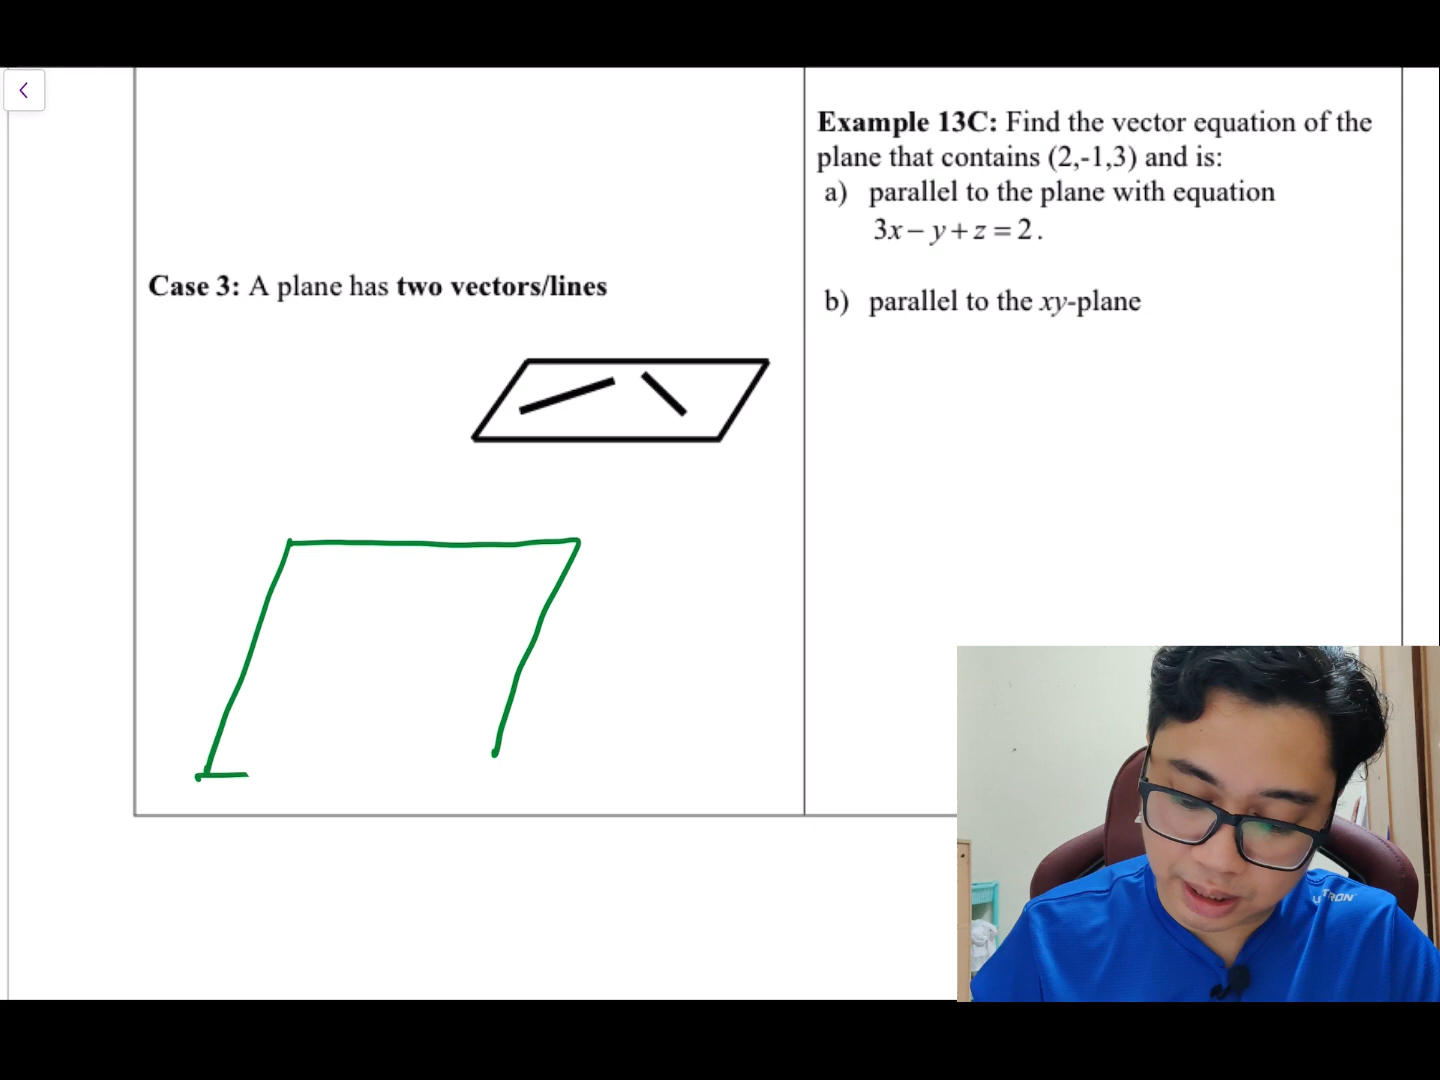 Case 3: A plane has two vectors/lines
Example 13C: Find the vector equation of the
plane that contains (2,-1,3) and is:
a) parallel to the plane with equation
3x − y + z = 2.
b) parallel to the xy-plane